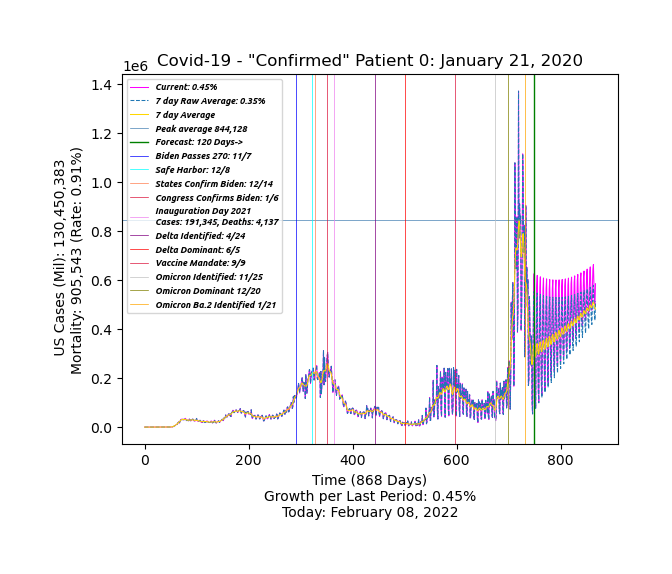 Covid-19 - "Confirmed" Patient 0: January 21, 2020
1e6
1.4
1.2
1.0
0.8
0.6
0.4
0.2
0.0
US Cases (Mil): 130,450,383
Mortality: 905,543 (Rate: 0.91%)
Current: 0.45%
7 day Raw Average: 0.35%
7 day Average
Peak average 844,128
Forecast: 120 Days->
Biden Passes 270: 11/7
Safe Harbor: 12/8
States Confirm Biden: 12/14
Congress Confirms Biden: 1/6
Inauguration Day 2021
Cases: 191,345, Deaths: 4,137
Delta Identified: 4/24
Delta Dominant: 6/5
Vaccine Mandate: 9/9
Omicron Identified: 11/25
Omicron Dominant 12/20
Omicron Ba.2 Identified 1/21
0 200 400 600 800
Time (868 Days)
Growth per Last Period: 0.45%
Today: February 08, 2022